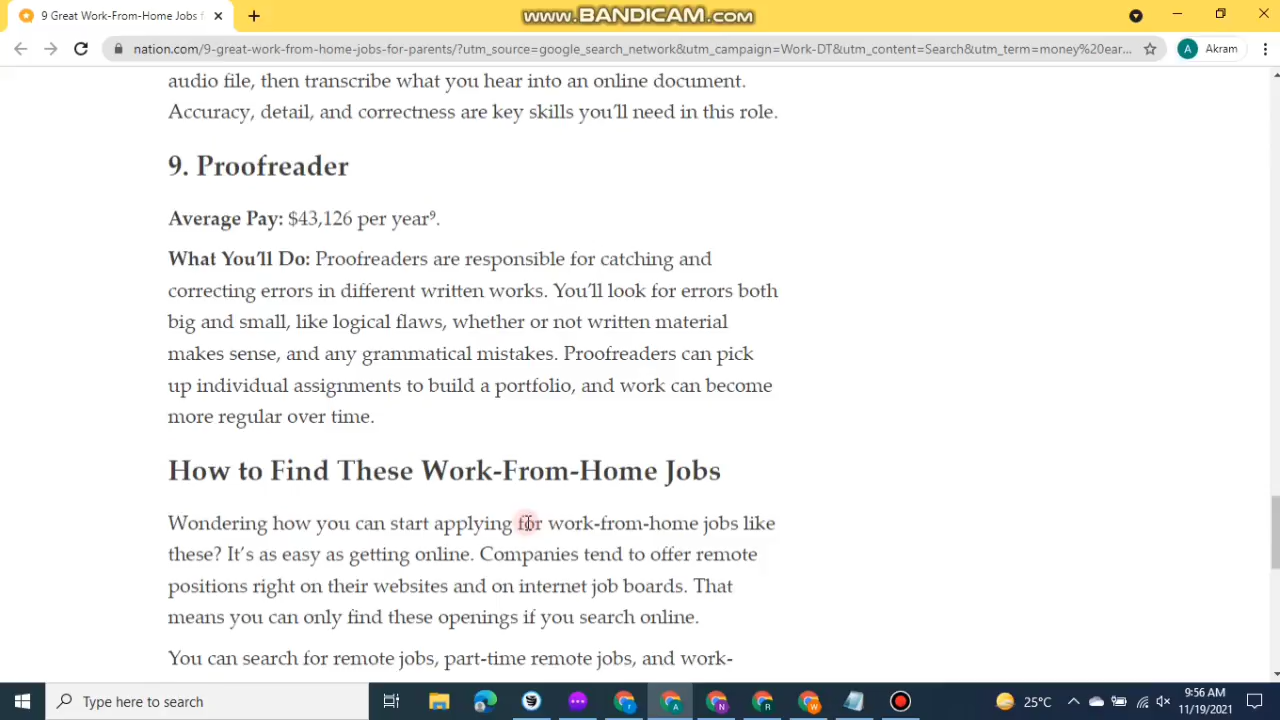 9 Great Work-From-Home Jobs f
www.BANDICAM.com
nation.com/9-great-work-from-home-jobs-for-parents/?utm_source=google_search_network&utm_campaign=Work-DT&utm_content=Search&utm_term=money%20ear...
A
Akram
audio file, then transcribe what you hear into an online document.
Accuracy, detail, and correctness are key skills you'll need in this role.
9. Proofreader
Average Pay: $43,126 per year⁹.
What You'll Do: Proofreaders are responsible for catching and
correcting errors in different written works. You'll look for errors both
big and small, like logical flaws, whether or not written material
makes sense, and any grammatical mistakes. Proofreaders can pick
up individual assignments to build a portfolio, and work can become
more regular over time.
How to Find These Work-From-Home Jobs
Wondering how you can start applying for work-from-home jobs like
these? It's as easy as getting online. Companies tend to offer remote
positions right on their websites and on internet job boards. That
means you can only find these openings if you search online.
You can search for remote jobs, part-time remote jobs, and work-
Type here to search
A
N
R
W
25°C
9:56 AM
11/19/2021